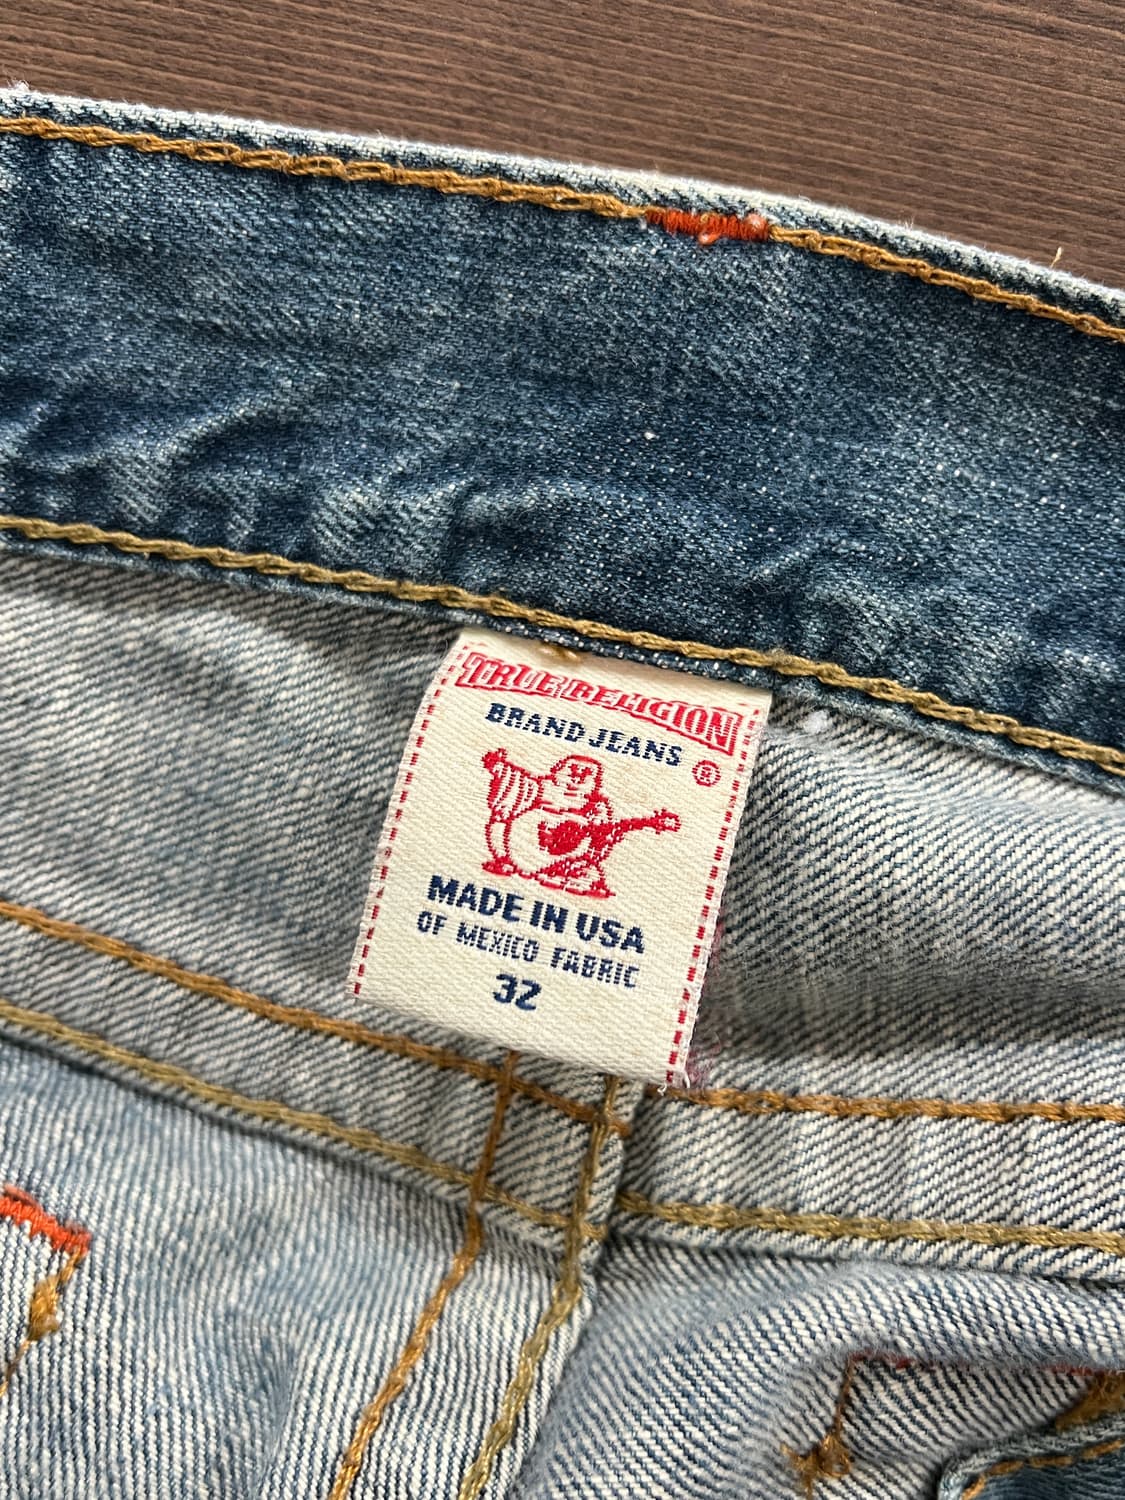 TRUE RELIGION
BRAND JEANS
®
MADE IN USA
OF MEXICO FABRIC
32